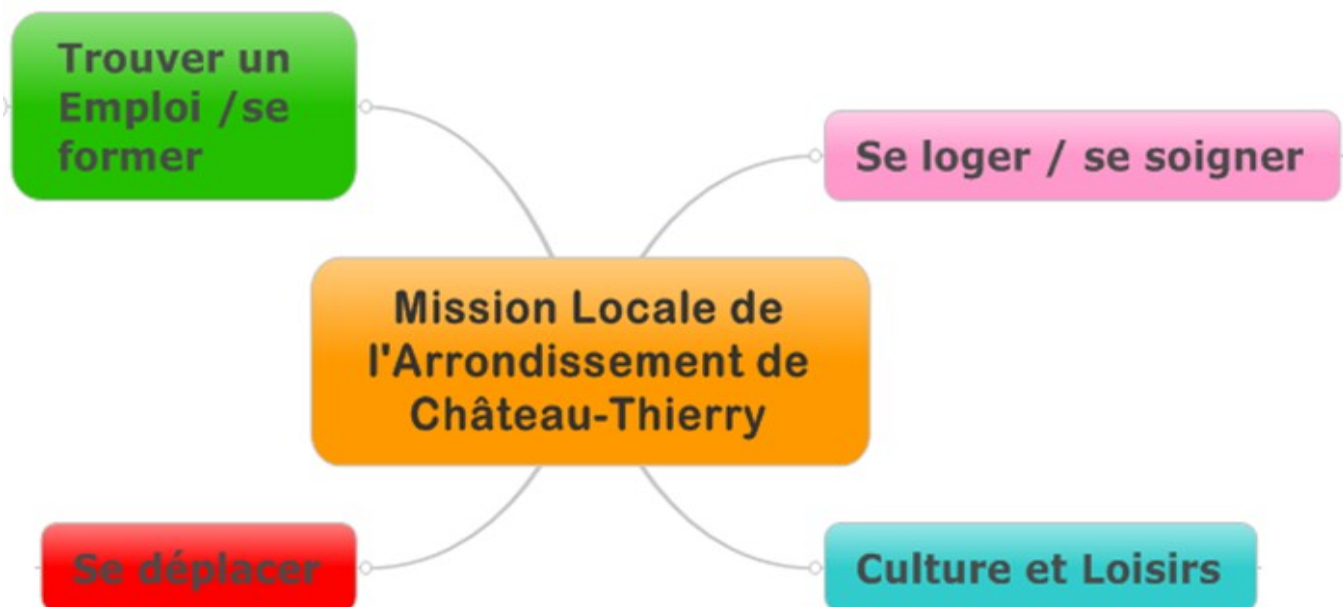 Trouver un
Emploi /se
former
Se loger / se soigner
Mission Locale de
l'Arrondissement de
Château-Thierry
Se déplacer
Culture et Loisirs